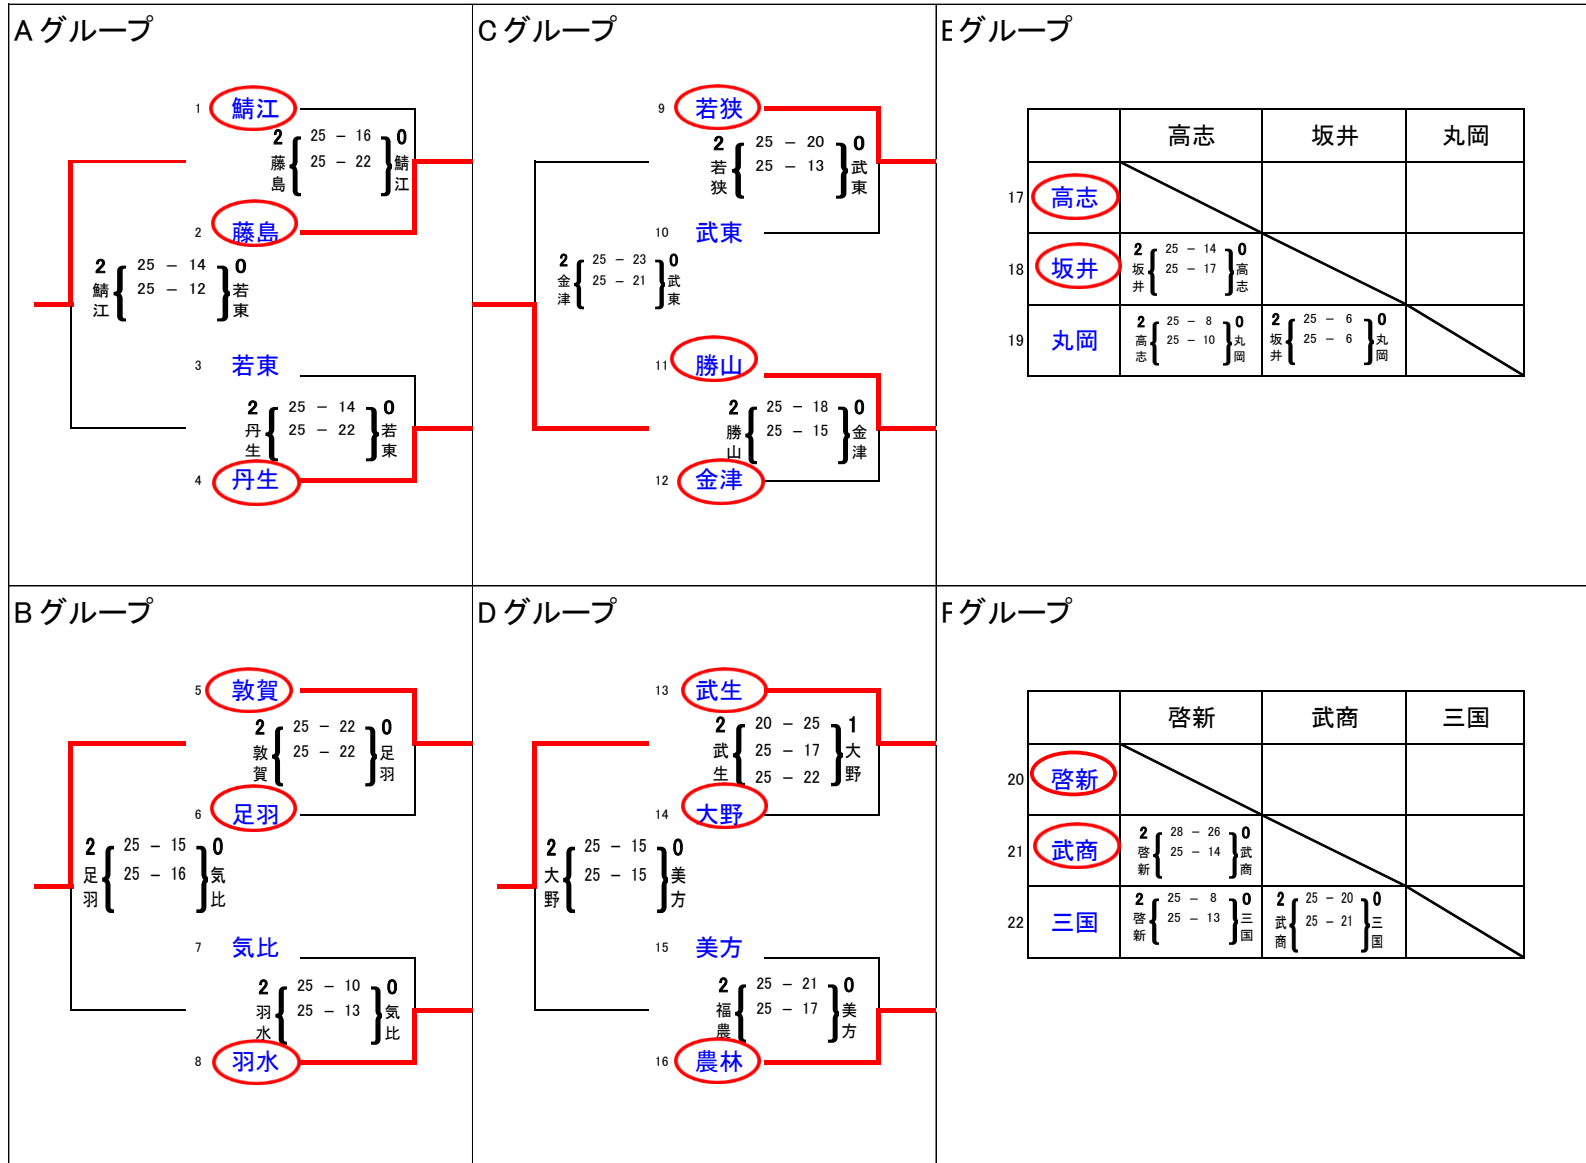 Aグループ
1 鯖江
2 25 − 16 0
藤島 25 − 22 鯖江
2 藤島
2 25 − 14 0
鯖江 25 − 12 若東
3 若東
2 25 − 14 0
丹生 25 − 22 若東
4 丹生
Cグループ
9 若狭
2 25 − 20 0
若狭 25 − 13 武東
10 武東
2 25 − 23 0
金津 25 − 21 武東
11 勝山
2 25 − 18 0
勝山 25 − 15 金津
12 金津
Eグループ
高志 坂井 丸岡
17 高志
18 坂井
2 25 − 14 0
坂井 25 − 17 高志
19 丸岡
2 25 − 8 0
高志 25 − 10 丸岡
2 25 − 6 0
坂井 25 − 6 丸岡
Bグループ
5 敦賀
2 25 − 22 0
敦賀 25 − 22 足羽
6 足羽
2 25 − 15 0
足羽 25 − 16 気比
7 気比
2 25 − 10 0
羽水 25 − 13 気比
8 羽水
Dグループ
13 武生
2 20 − 25 1
武生 25 − 17 大野
25 − 22
14 大野
2 25 − 15 0
大野 25 − 15 美方
15 美方
2 25 − 21 0
福農 25 − 17 美方
16 農林
Fグループ
啓新 武商 三国
20 啓新
21 武商
2 28 − 26 0
啓新 25 − 14 武商
22 三国
2 25 − 8 0
啓新 25 − 13 三国
2 25 − 20 0
武商 25 − 21 三国